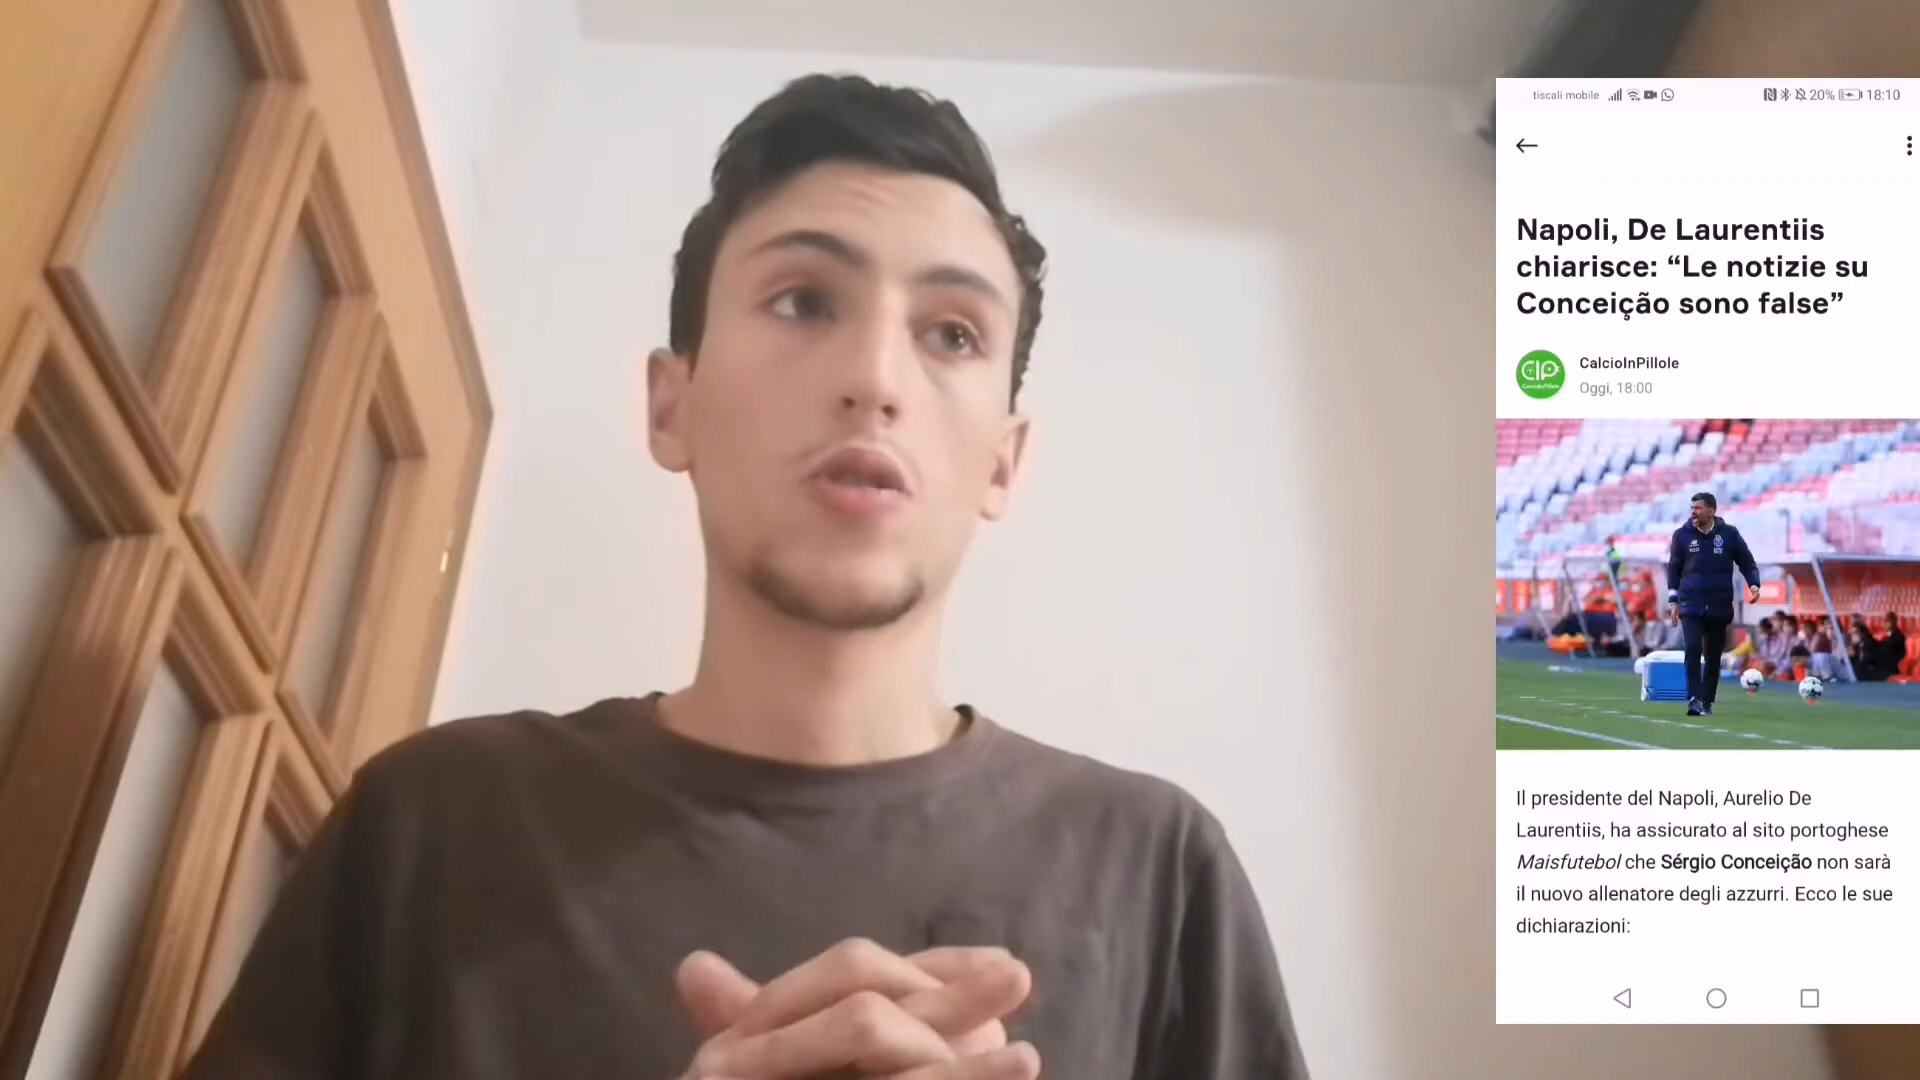 tiscali mobile 20% 18:10
Napoli, De Laurentiis
chiarisce: “Le notizie su
Conceição sono false”
CIP
CalcioInPillole
CalcioInPillole
Oggi, 18:00
Il presidente del Napoli, Aurelio De
Laurentiis, ha assicurato al sito portoghese
Maisfutebol che Sérgio Conceição non sarà
il nuovo allenatore degli azzurri. Ecco le sue
dichiarazioni: